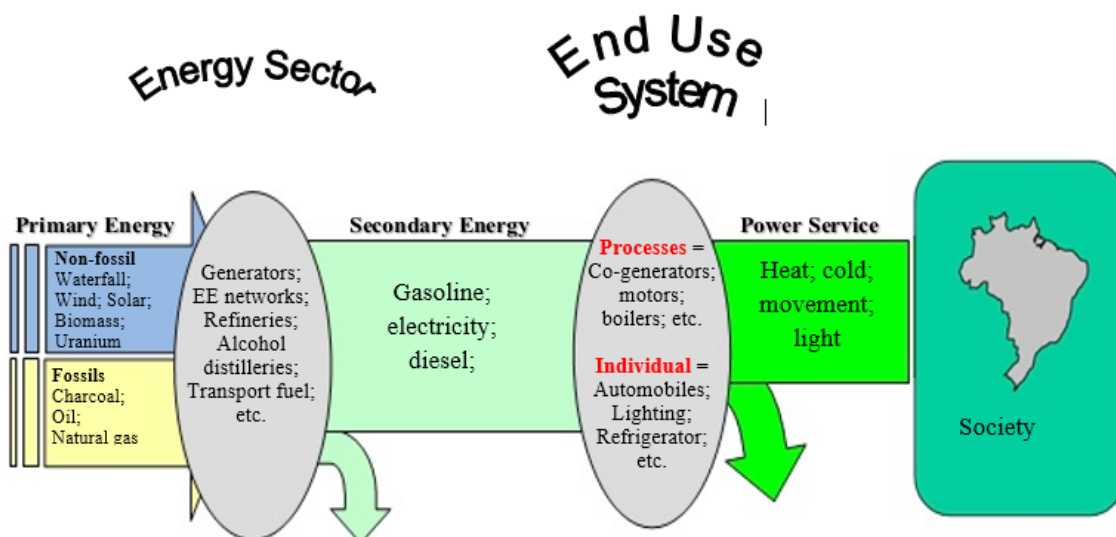 Energy Sector
End Use
System
Primary Energy
Non-fossil
Waterfall;
Wind; Solar;
Biomass;
Uranium
Fossils
Charcoal;
Oil;
Natural gas
Generators;
EE networks;
Refineries;
Alcohol
distilleries;
Transport fuel;
etc.
Secondary Energy
Gasoline;
electricity;
diesel;
Processes =
Co-generators;
motors;
boilers; etc.
Individual =
Automobiles;
Lighting;
Refrigerator;
etc.
Power Service
Heat; cold;
movement;
light
Society